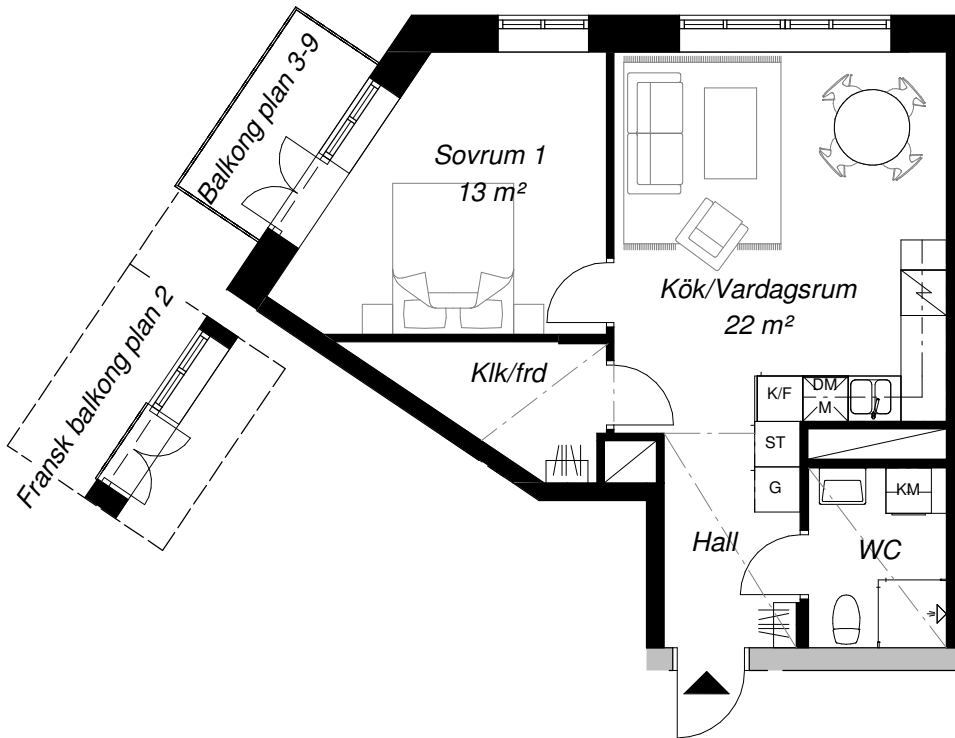 Balkong plan 3-9
Sovrum 1
13 m²
Kök/Vardagsrum
22 m²
Fransk balkong plan 2
Klk/frd
K/F
DM
M
ST
G
KM
Hall
WC